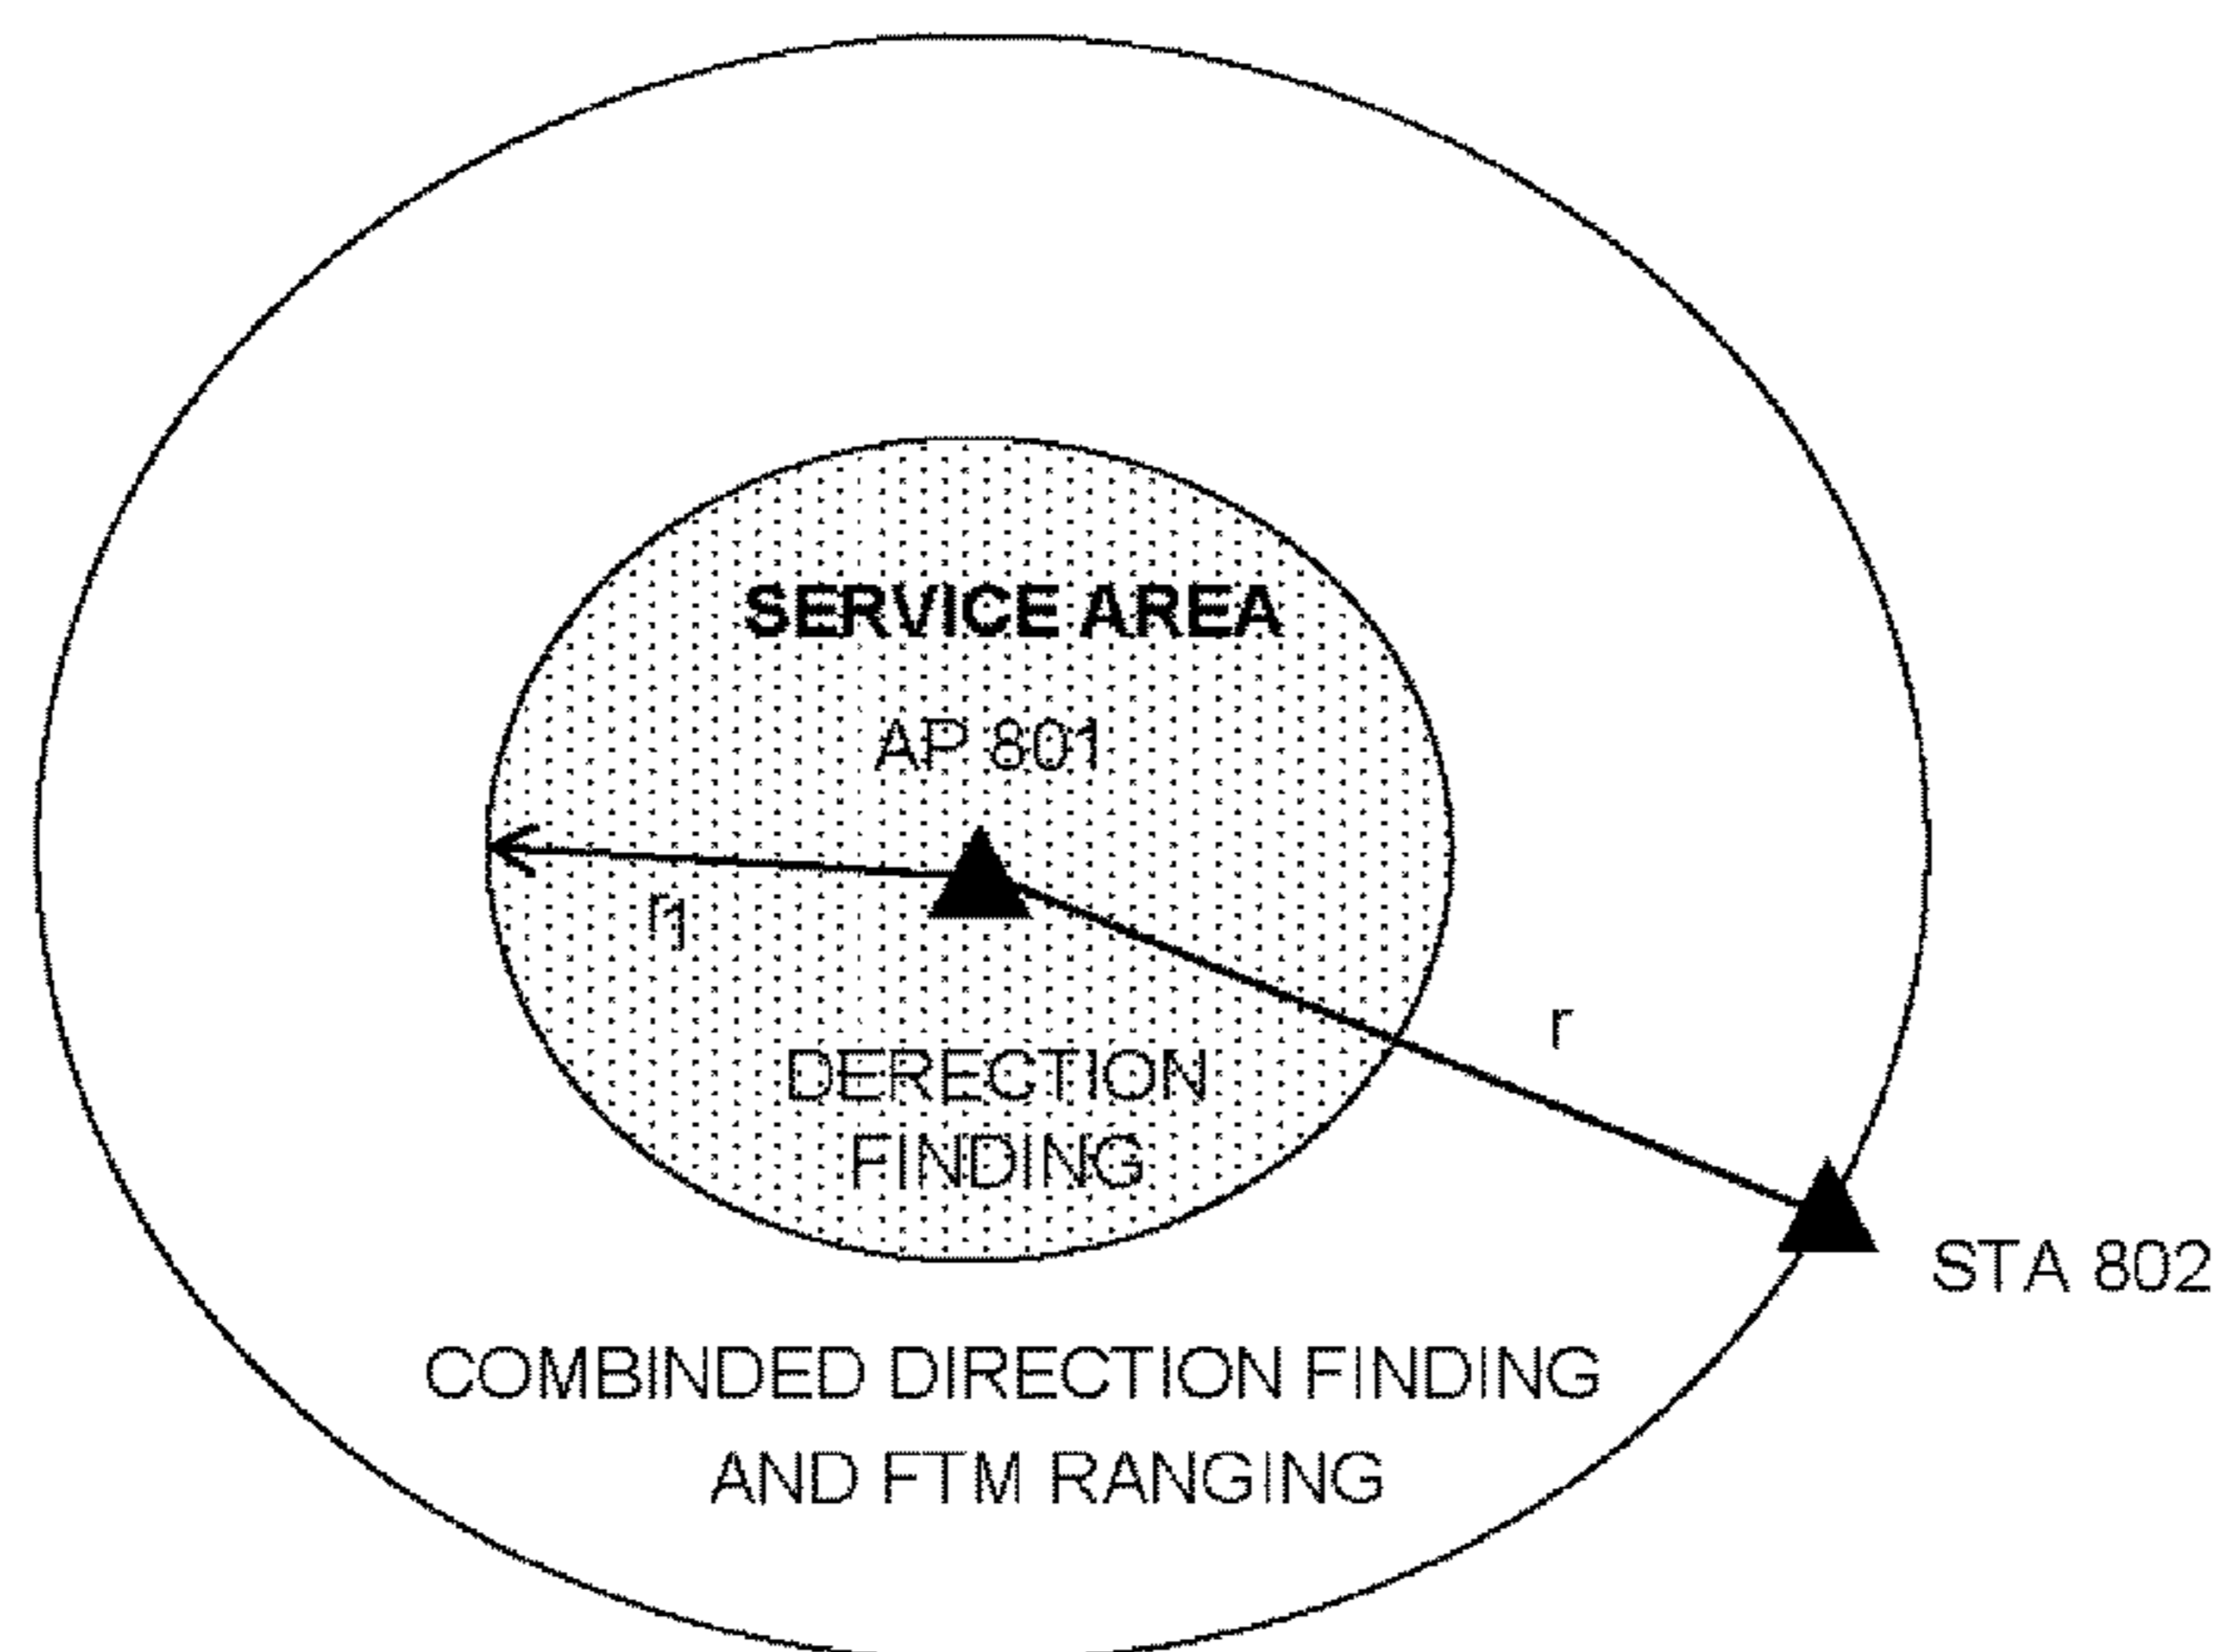 SERVICE AREA
AP 801
r1
r
DERECTION
FINDING
STA 802
COMBINDED DIRECTION FINDING
AND FTM RANGING